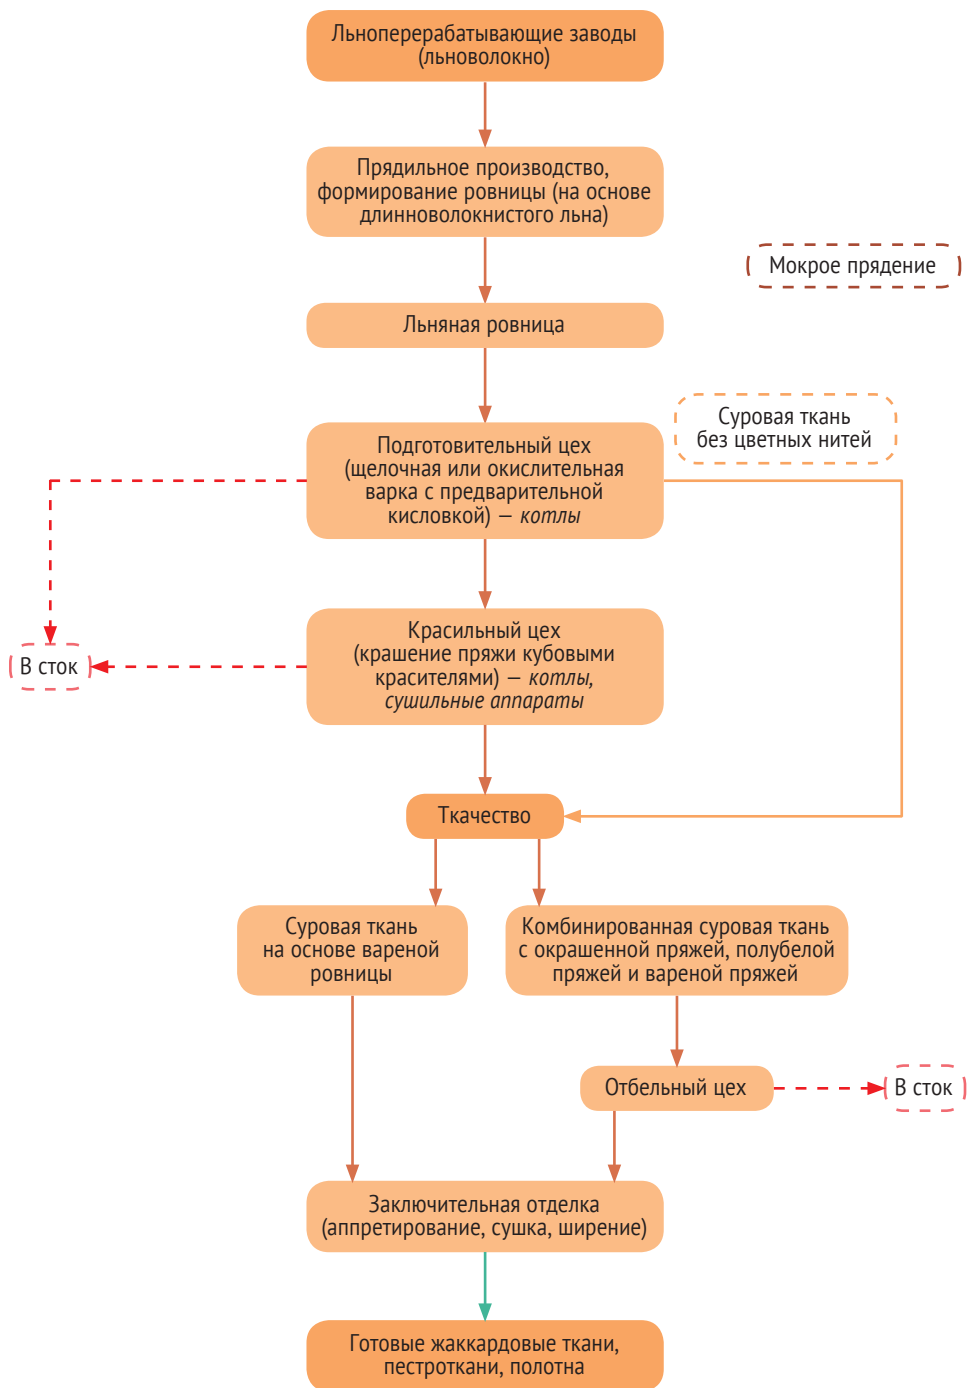 Льноперерабатывающие заводы
(льноволокно)
Прядильное производство,
формирование ровницы (на основе
длинноволокнистого льна)
Мокрое прядение
Льняная ровница
Суровая ткань
без цветных нитей
Подготовительный цех
(щелочная или окислительная
варка с предварительной
кисловкой) — котлы
Красильный цех
(крашение пряжи кубовыми
красителями) — котлы,
сушильные аппараты
В сток
Ткачество
Суровая ткань
на основе вареной
ровницы
Комбинированная суровая ткань
с окрашенной пряжей, полубелой
пряжей и вареной пряжей
Отбельный цех
В сток
Заключительная отделка
(аппретирование, сушка, ширение)
Готовые жаккардовые ткани,
пестроткани, полотна